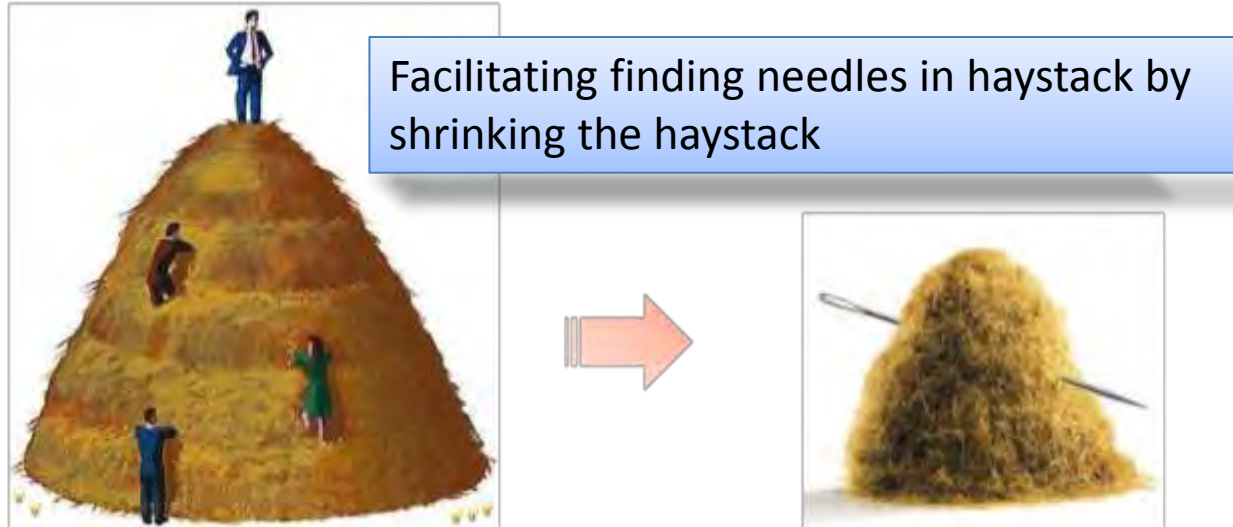 Facilitating finding needles in haystack by
shrinking the haystack